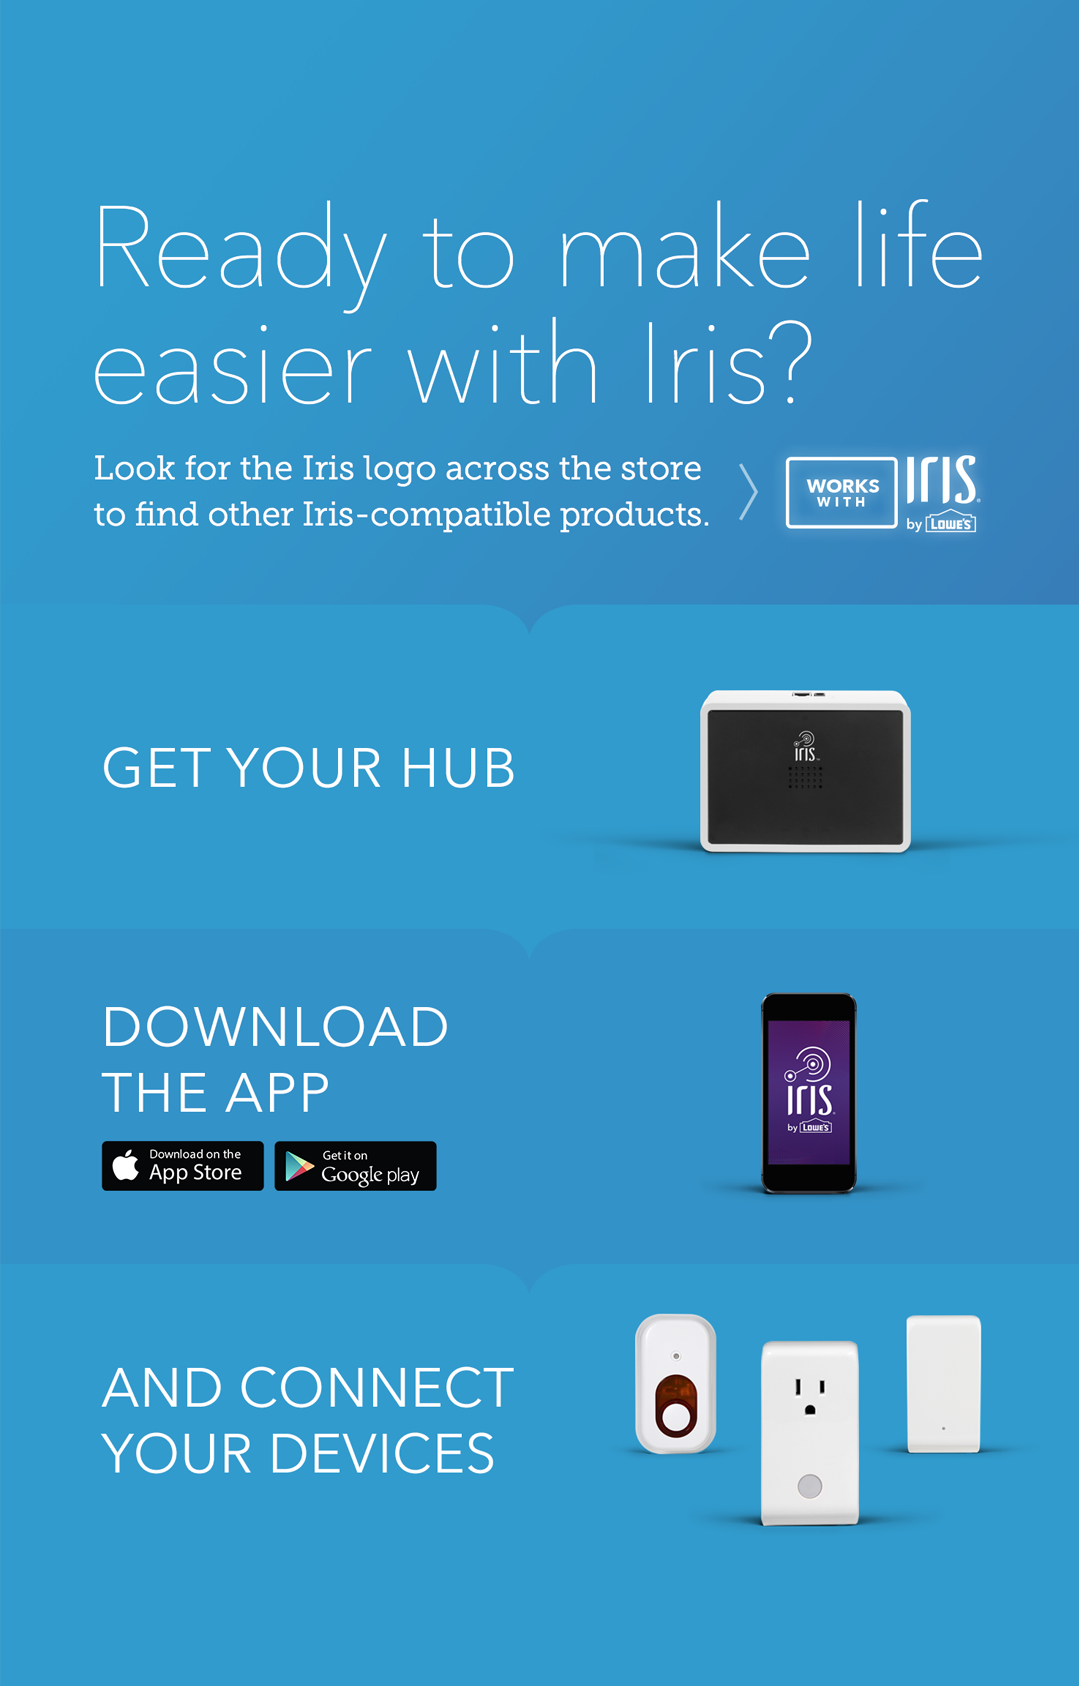 Ready to make life
easier with Iris?
Look for the Iris logo across the store
to find other Iris-compatible products.
WORKS
WITH
IRIS
by LOWE'S
GET YOUR HUB
IRIS
DOWNLOAD
THE APP
Download on the
App Store
Get it on
Google play
IRIS
by LOWE'S
AND CONNECT
YOUR DEVICES